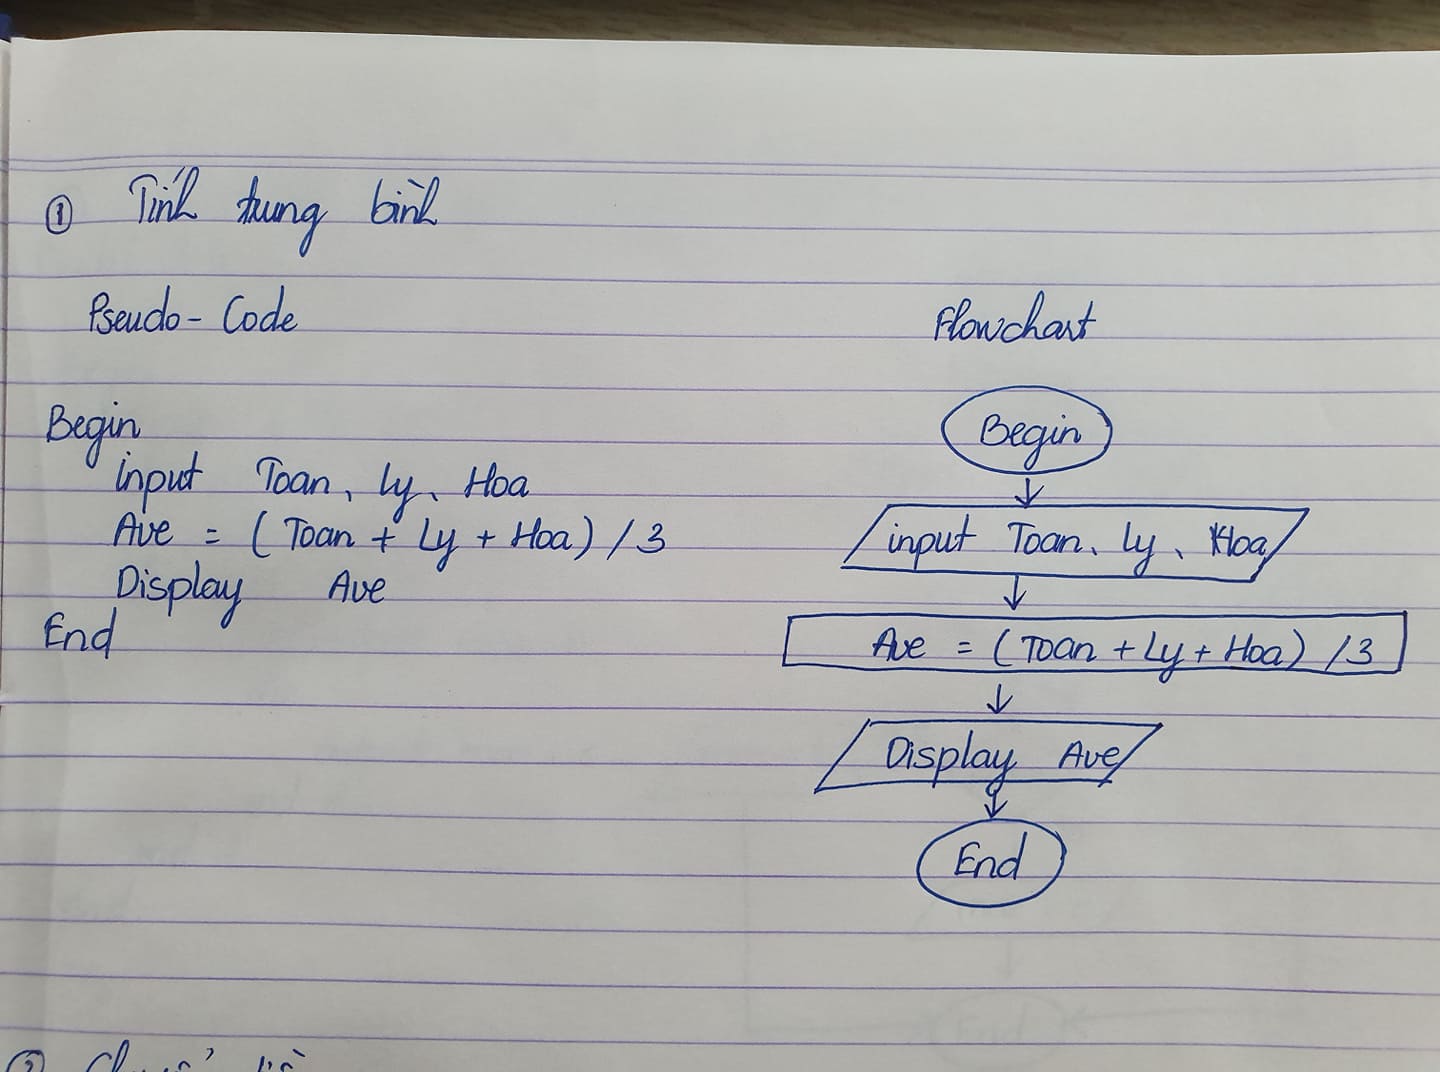 ① Tính trung bình
Pseudo - Code
Begin
input Toan, Ly, Hoa
Ave = ( Toan + Ly + Hoa ) / 3
Display Ave
End
Flowchart
Begin
input Toan, Ly, Hoa
Ave = ( Toan + Ly + Hoa ) / 3
Display Ave
End
②